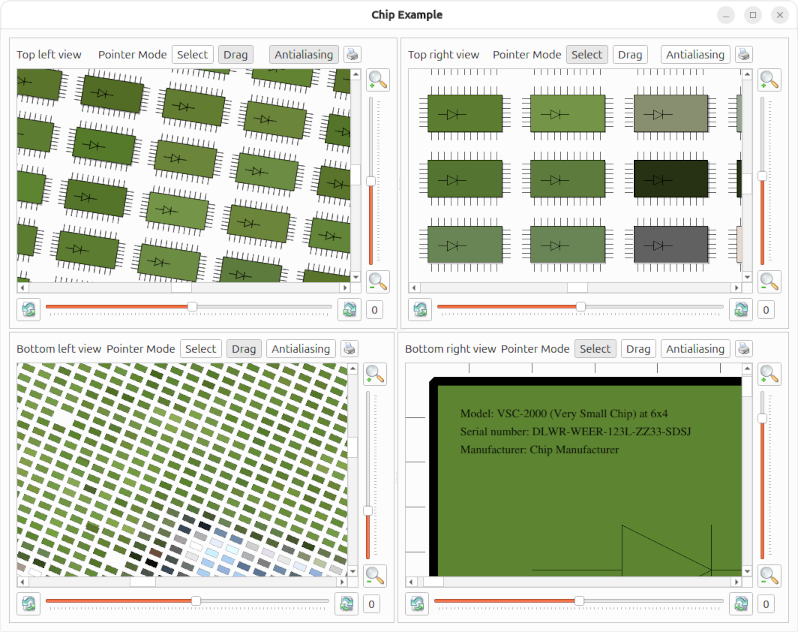 Chip Example
Top left view Pointer Mode Select Drag Antialiasing
0
Top right view Pointer Mode Select Drag Antialiasing
0
Bottom left view Pointer Mode Select Drag Antialiasing
0
Bottom right view Pointer Mode Select Drag Antialiasing
Model: VSC-2000 (Very Small Chip) at 6x4
Serial number: DLWR-WEER-123L-ZZ33-SDSJ
Manufacturer: Chip Manufacturer
0